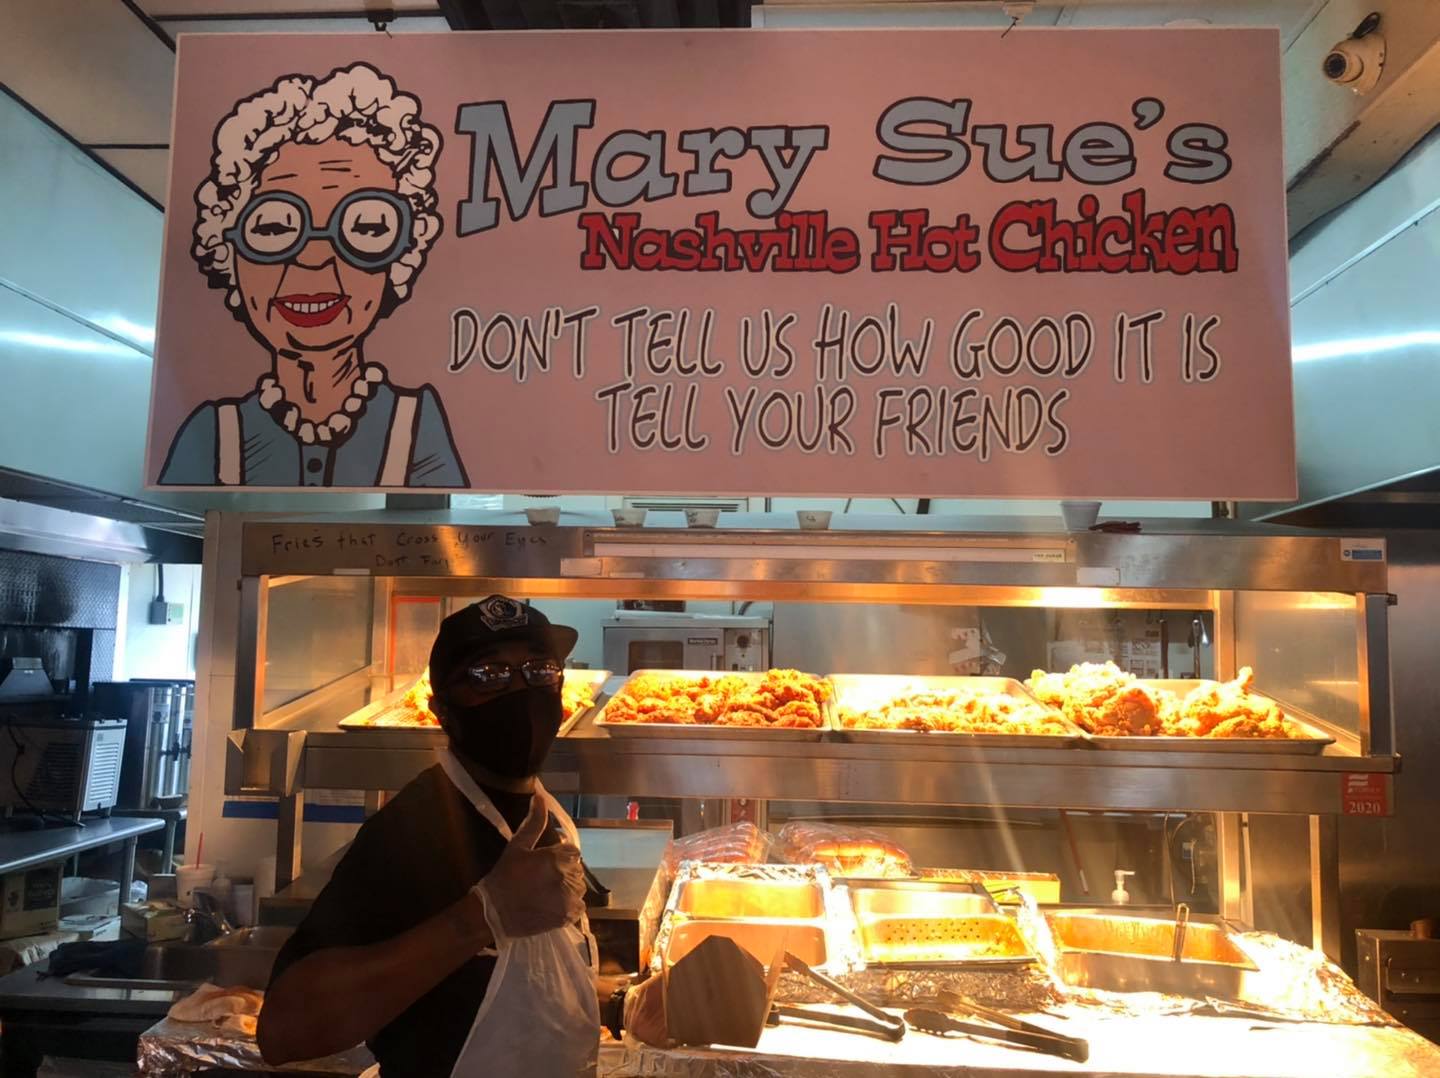 Mary Sue's
Nashville Hot Chicken
DON'T TELL US HOW GOOD IT IS
TELL YOUR FRIENDS
Fries that Cross Your Eyes
2020